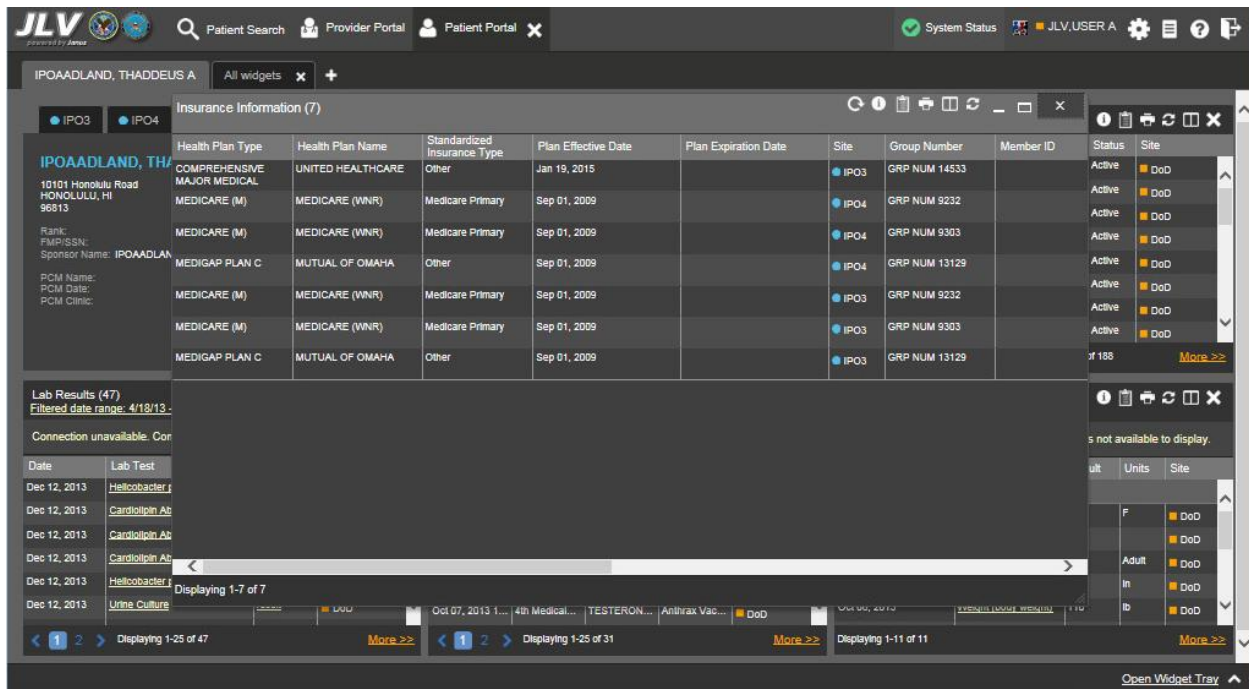 JLV
powered by Janus
Patient Search Provider Portal Patient Portal System Status JLV,USER A
IPOAADLAND, THADDEUS A All widgets
IPO3 IPO4
IPOAADLAND, THA
10101 Honolulu Road
HONOLULU, HI
96813
Rank:
FMP/SSN:
Sponsor Name: IPOAADLAN
PCM Name:
PCM Date:
PCM Clinic:
Insurance Information (7)
Health Plan Type Health Plan Name Standardized Insurance Type Plan Effective Date Plan Expiration Date Site Group Number Member ID
COMPREHENSIVE MAJOR MEDICAL UNITED HEALTHCARE Other Jan 19, 2015 IPO3 GRP NUM 14533
MEDICARE (M) MEDICARE (WNR) Medicare Primary Sep 01, 2009 IPO4 GRP NUM 9232
MEDICARE (M) MEDICARE (WNR) Medicare Primary Sep 01, 2009 IPO4 GRP NUM 9303
MEDIGAP PLAN C MUTUAL OF OMAHA Other Sep 01, 2009 IPO4 GRP NUM 13129
MEDICARE (M) MEDICARE (WNR) Medicare Primary Sep 01, 2009 IPO3 GRP NUM 9232
MEDICARE (M) MEDICARE (WNR) Medicare Primary Sep 01, 2009 IPO3 GRP NUM 9303
MEDIGAP PLAN C MUTUAL OF OMAHA Other Sep 01, 2009 IPO3 GRP NUM 13129
Displaying 1-7 of 7
Status Site
Active DoD
Active DoD
Active DoD
Active DoD
Active DoD
Active DoD
Active DoD
Active DoD
of 188 More >>
Lab Results (47)
Filtered date range: 4/18/13 -
Connection unavailable. Con
Date Lab Test
Dec 12, 2013 Helicobacter p
Dec 12, 2013 Cardiolipin Ab
Dec 12, 2013 Cardiolipin Ab
Dec 12, 2013 Cardiolipin Ab
Dec 12, 2013 Helicobacter p
Dec 12, 2013 Urine Culture DoD
1 2 Displaying 1-25 of 47 More >>
Oct 07, 2013 1... 4th Medical... TESTERON... Anthrax Vac... DoD
1 2 Displaying 1-25 of 31 More >>
s not available to display.
ult Units Site
F DoD
DoD
Adult DoD
in DoD
Oct 06, 2013 Weight (body weight) 110 lb DoD
Displaying 1-11 of 11 More >>
Open Widget Tray